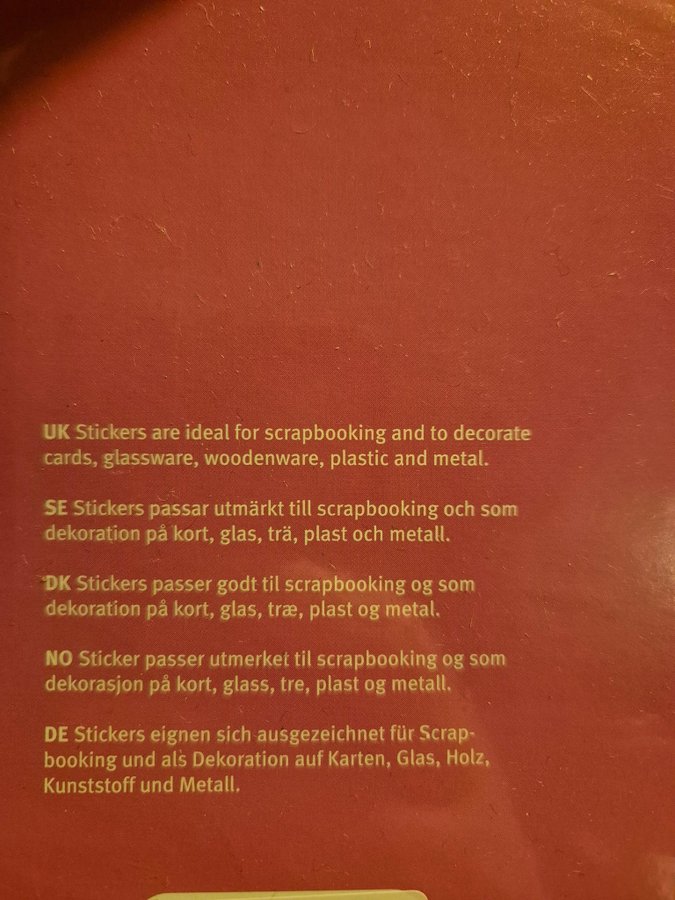 UK Stickers are ideal for scrapbooking and to decorate
cards, glassware, woodenware, plastic and metal.
SE Stickers passar utmärkt till scrapbooking och som
dekoration på kort, glas, trä, plast och metall.
DK Stickers passer godt til scrapbooking og som
dekoration på kort, glas, træ, plast og metal.
NO Sticker passer utmerket til scrapbooking og som
dekorasjon på kort, glass, tre, plast og metall.
DE Stickers eignen sich ausgezeichnet für Scrap-
booking und als Dekoration auf Karten, Glas, Holz,
Kunststoff und Metall.